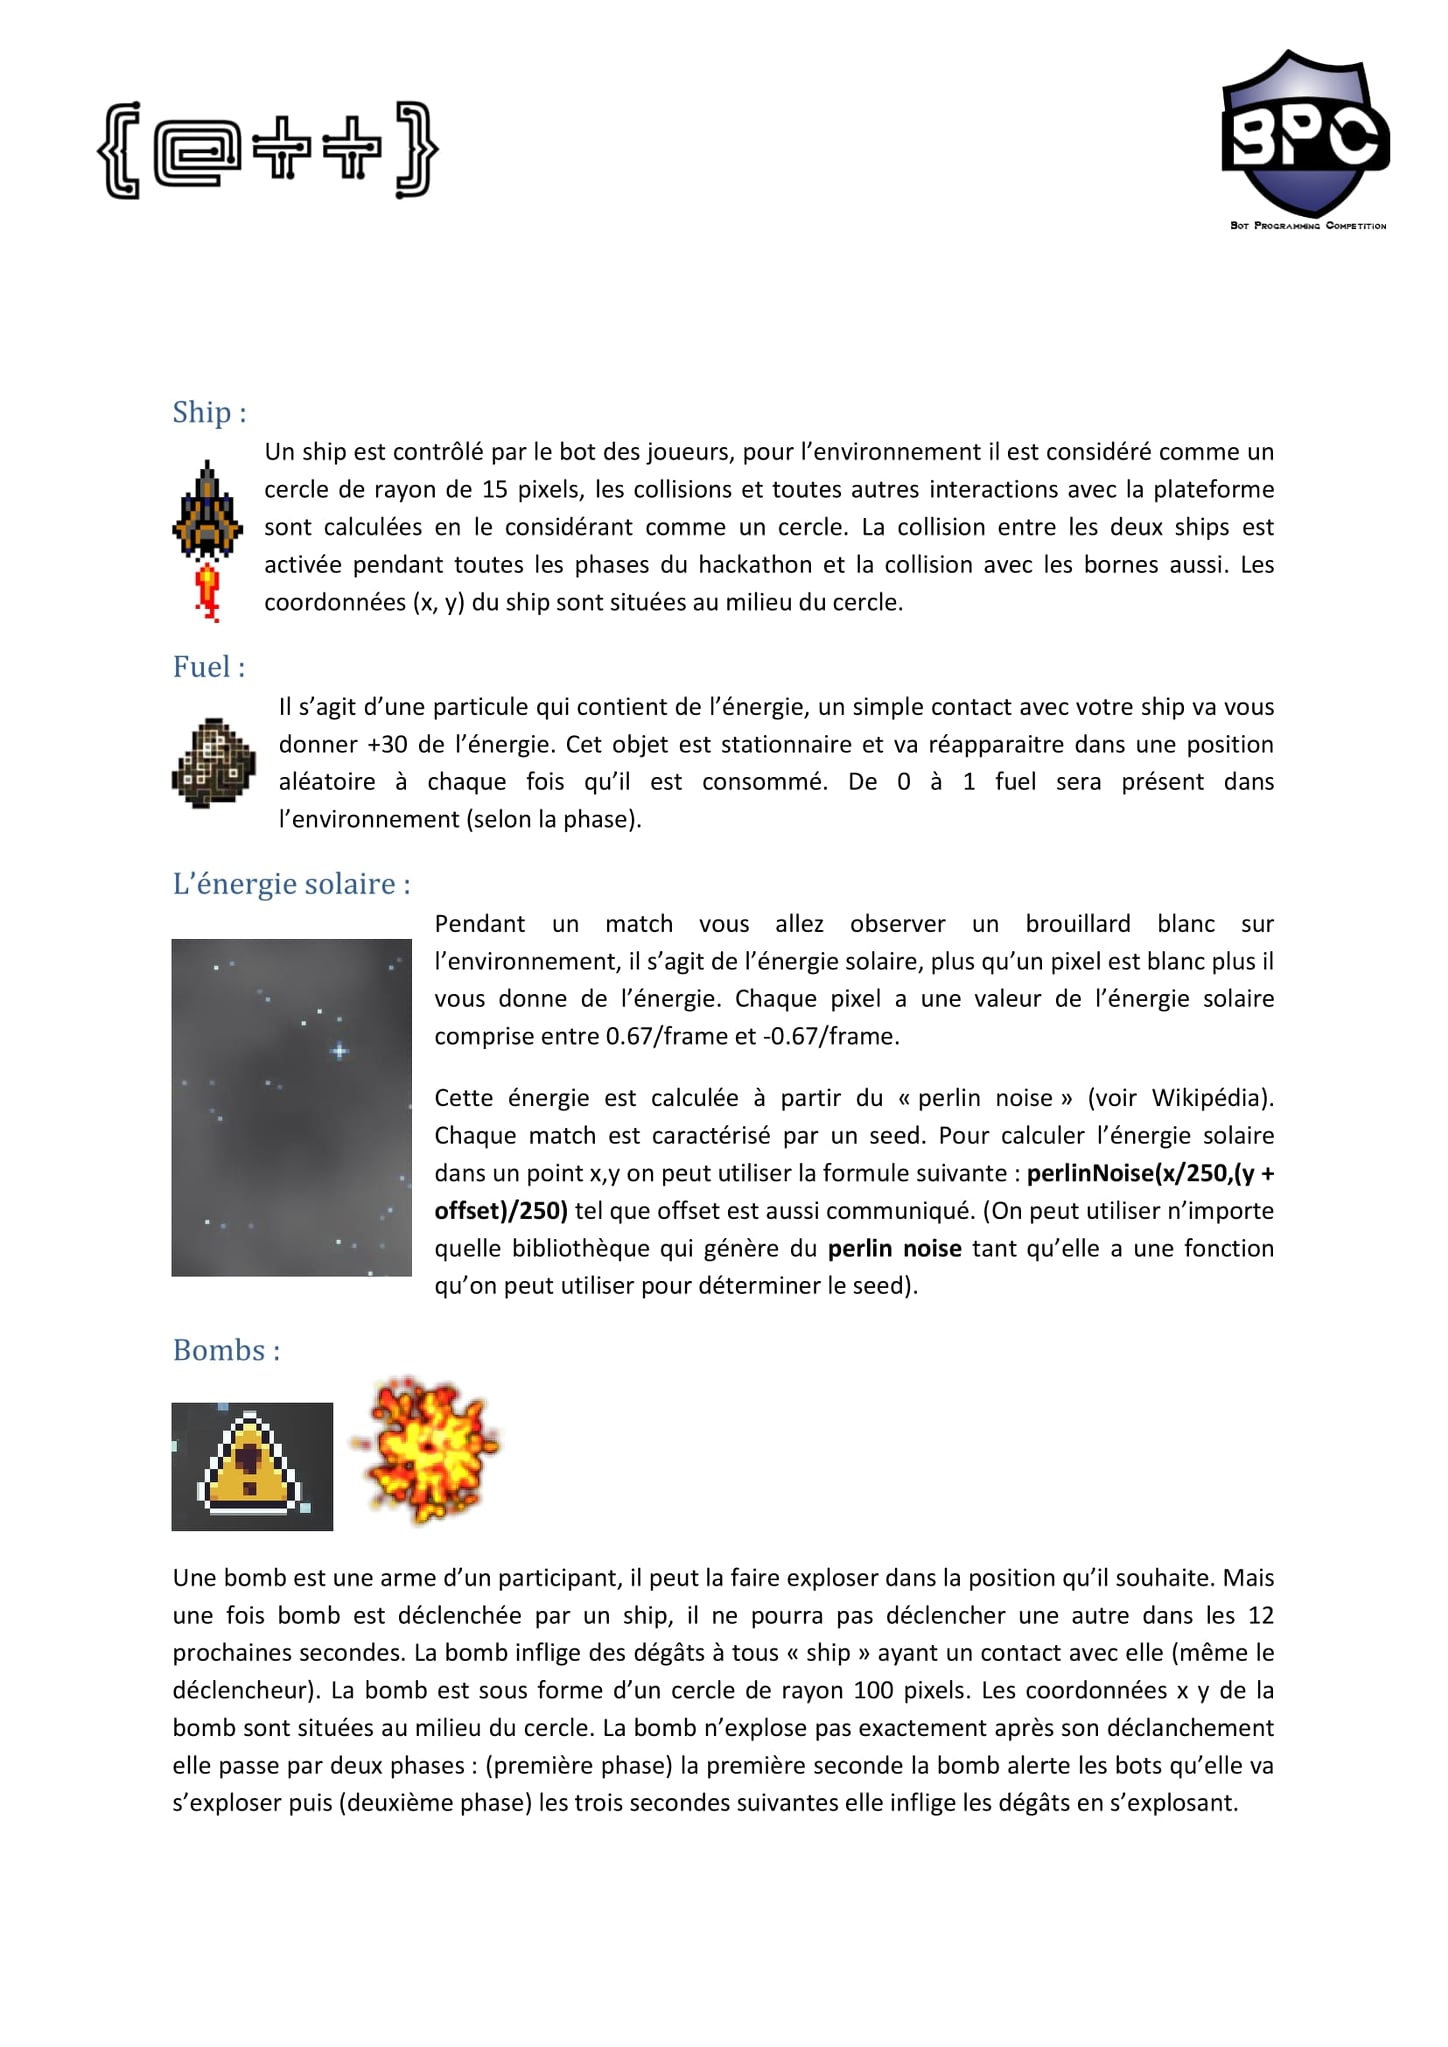 {@++}
BPC
Bot Programming Competition
Ship :
Un ship est contrôlé par le bot des joueurs, pour l’environnement il est considéré comme un
cercle de rayon de 15 pixels, les collisions et toutes autres interactions avec la plateforme
sont calculées en le considérant comme un cercle. La collision entre les deux ships est
activée pendant toutes les phases du hackathon et la collision avec les bornes aussi. Les
coordonnées (x, y) du ship sont situées au milieu du cercle.
Fuel :
Il s’agit d’une particule qui contient de l’énergie, un simple contact avec votre ship va vous
donner +30 de l’énergie. Cet objet est stationnaire et va réapparaitre dans une position
aléatoire à chaque fois qu’il est consommé. De 0 à 1 fuel sera présent dans
l’environnement (selon la phase).
L’énergie solaire :
Pendant un match vous allez observer un brouillard blanc sur
l’environnement, il s’agit de l’énergie solaire, plus qu’un pixel est blanc plus il
vous donne de l’énergie. Chaque pixel a une valeur de l’énergie solaire
comprise entre 0.67/frame et -0.67/frame.
Cette énergie est calculée à partir du « perlin noise » (voir Wikipédia).
Chaque match est caractérisé par un seed. Pour calculer l’énergie solaire
dans un point x,y on peut utiliser la formule suivante : perlinNoise(x/250,(y +
offset)/250) tel que offset est aussi communiqué. (On peut utiliser n’importe
quelle bibliothèque qui génère du perlin noise tant qu’elle a une fonction
qu’on peut utiliser pour déterminer le seed).
Bombs :
Une bomb est une arme d’un participant, il peut la faire exploser dans la position qu’il souhaite. Mais
une fois bomb est déclenchée par un ship, il ne pourra pas déclencher une autre dans les 12
prochaines secondes. La bomb inflige des dégâts à tous « ship » ayant un contact avec elle (même le
déclencheur). La bomb est sous forme d’un cercle de rayon 100 pixels. Les coordonnées x y de la
bomb sont situées au milieu du cercle. La bomb n’explose pas exactement après son déclanchement
elle passe par deux phases : (première phase) la première seconde la bomb alerte les bots qu’elle va
s’exploser puis (deuxième phase) les trois secondes suivantes elle inflige les dégâts en s’explosant.